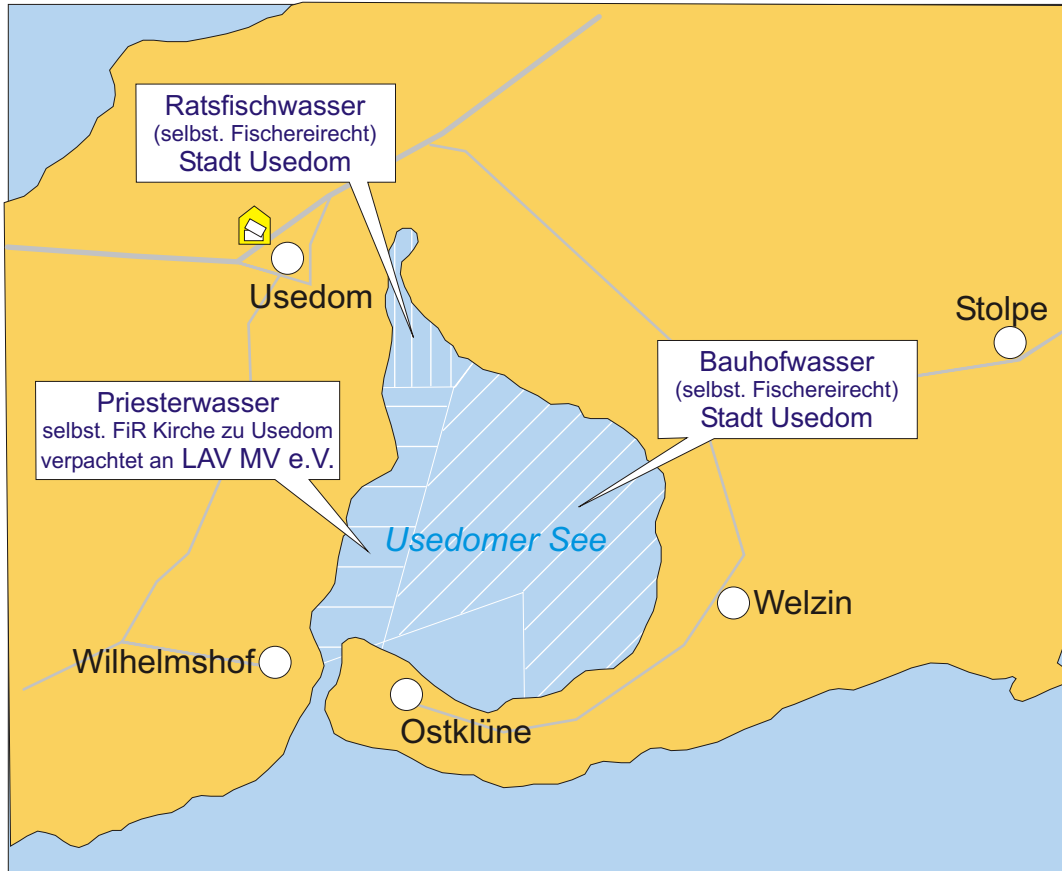 Ratsfischwasser
(selbst. Fischereirecht)
Stadt Usedom
Usedom
Stolpe
Bauhofwasser
(selbst. Fischereirecht)
Stadt Usedom
Priesterwasser
selbst. FiR Kirche zu Usedom
verpachtet an LAV MV e.V.
Usedomer See
Welzin
Wilhelmshof
Ostklüne